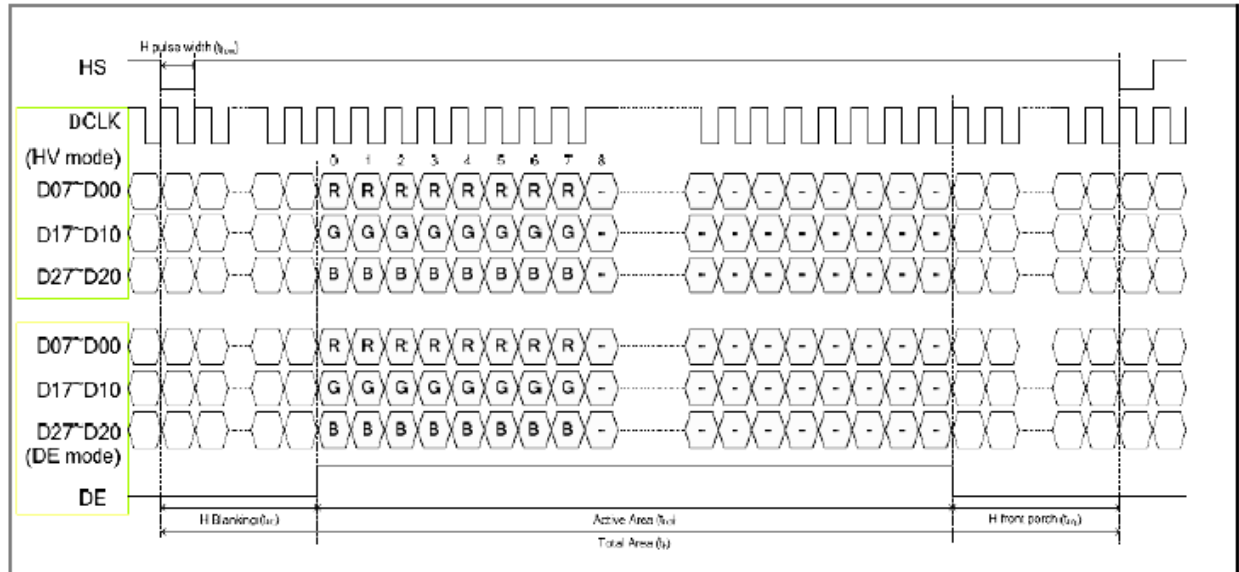 H pulse width (thpw)
HS
DCLK
(HV mode)
0 1 2 3 4 5 6 7 8
D07~D00 R R R R R R R R - - - - - - - - -
D17~D10 G G G G G G G G - - - - - - - - -
D27~D20 B B B B B B B B - - - - - - - - -
D07~D00 R R R R R R R R - - - - - - - - -
D17~D10 G G G G G G G G - - - - - - - - -
D27~D20 B B B B B B B B - - - - - - - - -
(DE mode)
DE
H Blanking
Active Area
H front porch
Total Area